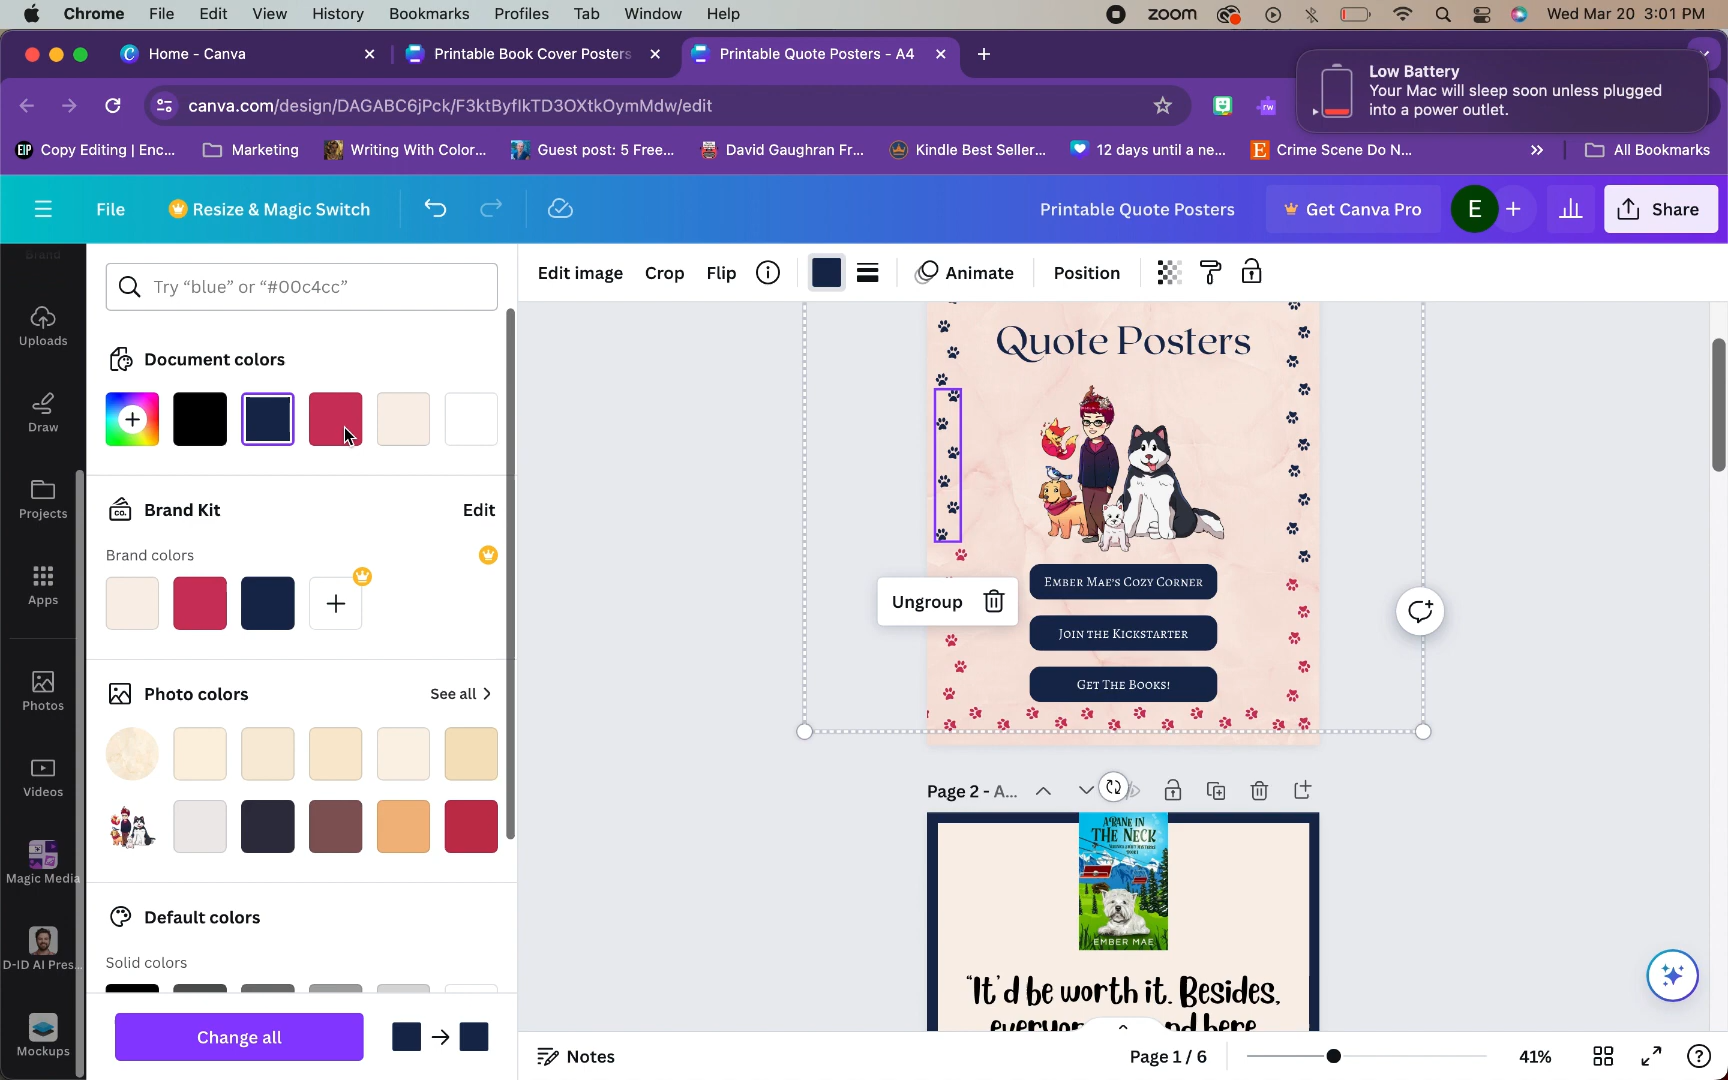 Chrome File Edit View History Bookmarks Profiles Tab Window Help zoom Wed Mar 20 3:01 PM
Home - Canva
Printable Book Cover Posters
Printable Quote Posters - A4
Low Battery
Your Mac will sleep soon unless plugged
into a power outlet.
canva.com/design/DAGABC6jPck/F3ktByflkTD3OXtkOymMdw/edit
rw
EIP Copy Editing | Enc...
Marketing
Writing With Color...
Guest post: 5 Free...
David Gaughran Fr...
Kindle Best Seller...
12 days until a ne...
E Crime Scene Do N...
All Bookmarks
File
Resize & Magic Switch
Printable Quote Posters
Get Canva Pro
E
Share
Brand
Uploads
Draw
Projects
Apps
Photos
Videos
Magic Media
D-ID AI Pres...
Mockups
Try “blue” or “#00c4cc”
Document colors
Brand Kit
Edit
Brand colors
Photo colors
See all
Default colors
Solid colors
Change all
Edit image
Crop
Flip
Animate
Position
Quote Posters
Ember Mae's Cozy Corner
Join the Kickstarter
Get The Books!
Ungroup
Page 2 - A...
A BANE IN
THE NECK
EMBER MAE
“It’d be worth it. Besides,
Notes
Page 1 / 6
41%